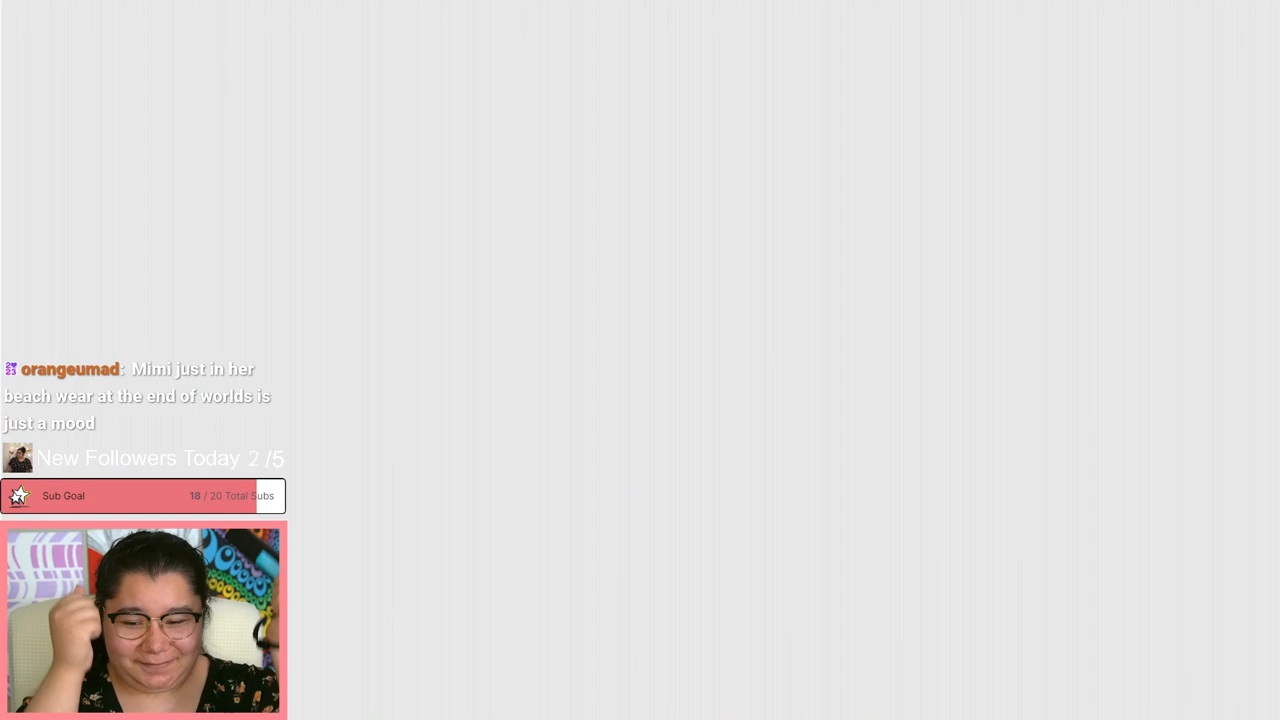 2023 orangeumad: Mimi just in her
beach wear at the end of worlds is
just a mood
New Followers Today 2 /5
Sub Goal 18 / 20 Total Subs